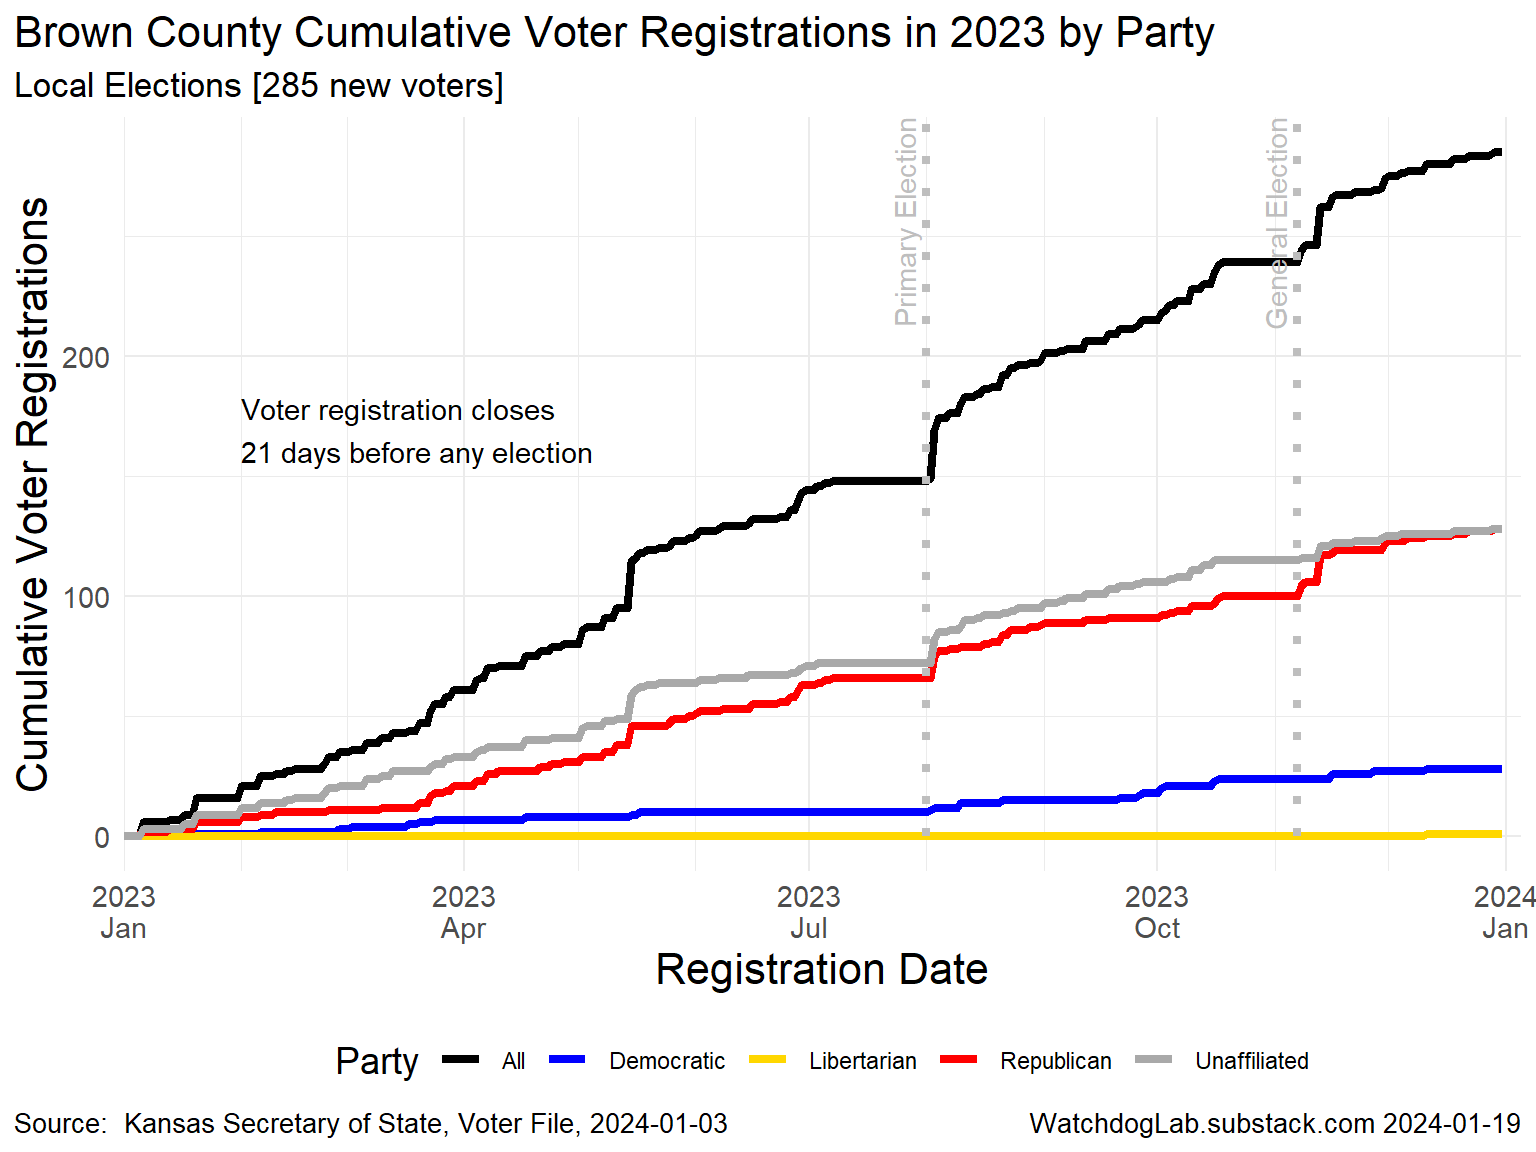 Brown County Cumulative Voter Registrations in 2023 by Party
Local Elections [285 new voters]
Cumulative Voter Registrations
200
100
0
Primary Election
General Election
Voter registration closes
21 days before any election
2023
Jan
2023
Apr
2023
Jul
2023
Oct
2024
Jan
Registration Date
Party All Democratic Libertarian Republican Unaffiliated
Source: Kansas Secretary of State, Voter File, 2024-01-03
WatchdogLab.substack.com 2024-01-19